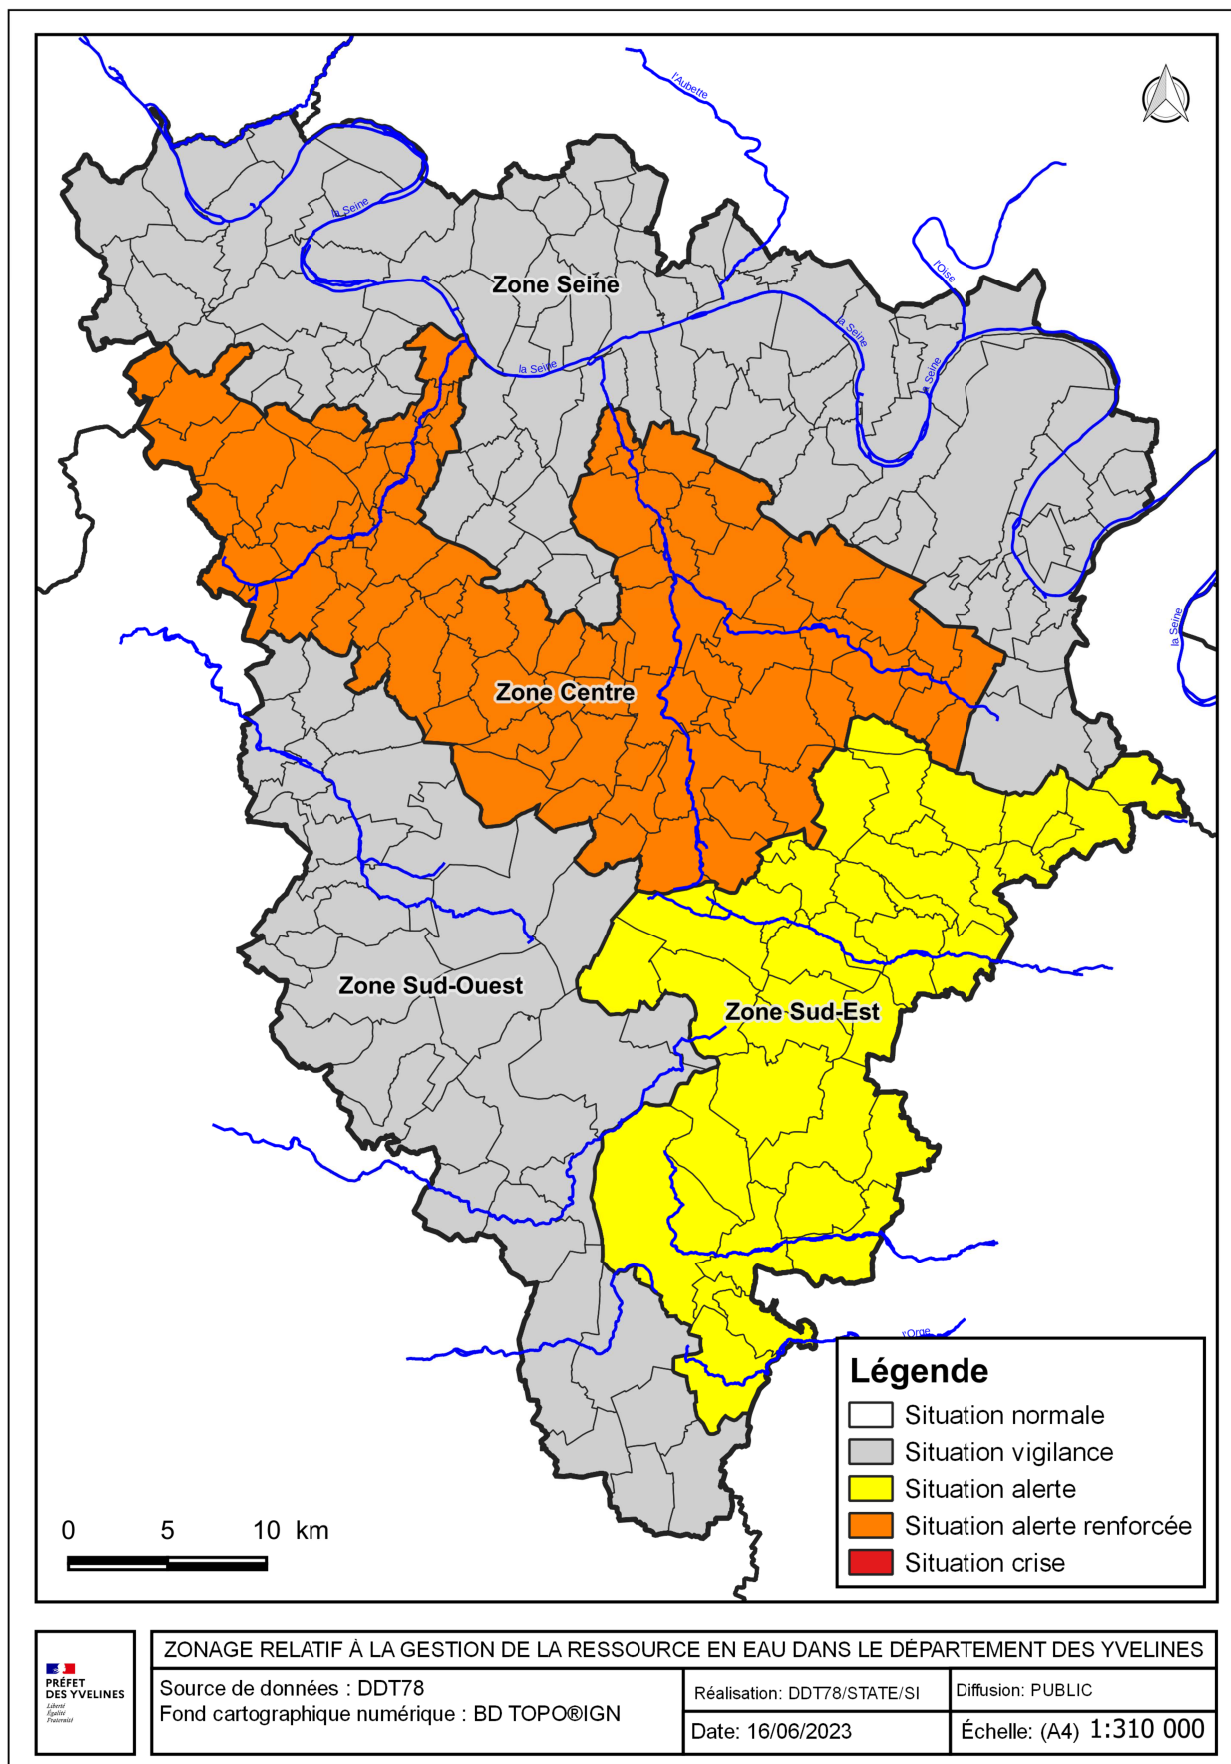 l'Aubette
la Seine
l'Oise
Zone Seine
la Seine
la Seine
la Seine
la Seine
Zone Centre
Zone Sud-Ouest
Zone Sud-Est
l'Orge
Légende
Situation normale
Situation vigilance
Situation alerte
Situation alerte renforcée
Situation crise
0 5 10 km
ZONAGE RELATIF À LA GESTION DE LA RESSOURCE EN EAU DANS LE DÉPARTEMENT DES YVELINES
PRÉFET
DES YVELINES
Liberté
Égalité
Fraternité
Source de données : DDT78
Fond cartographique numérique : BD TOPO®IGN
Réalisation: DDT78/STATE/SI
Diffusion: PUBLIC
Date: 16/06/2023
Échelle: (A4) 1:310 000